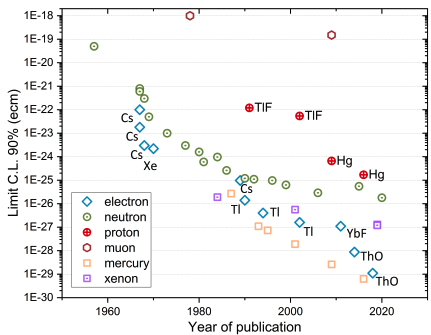 1E-18
1E-19
1E-20
1E-21
1E-22
1E-23
1E-24
1E-25
1E-26
1E-27
1E-28
1E-29
1E-30
Limit C.L. 90% (ecm)
TlF
TlF
Cs
Cs
Cs
Xe
Hg
Hg
Cs
Tl
Tl
Tl
YbF
ThO
ThO
electron
neutron
proton
muon
mercury
xenon
1960
1980
2000
2020
Year of publication